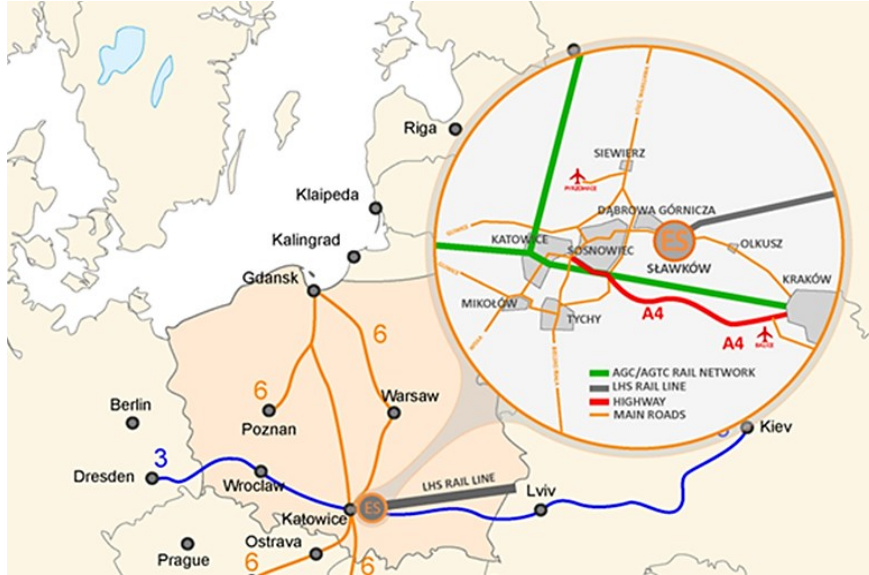 Riga
Klaipeda
Kalingrad
Gdansk
6
6
Berlin
Poznan
Warsaw
Dresden
3
Wroclaw
Katowice
ES
LHS RAIL LINE
Lviv
Kiev
Ostrava
Prague
6
6
SIEWIERZ
PYRZOWICE
DĄBROWA GÓRNICZA
KATOWICE
SOSNOWIEC
ES
SŁAWKÓW
OLKUSZ
KRAKÓW
MIKOŁÓW
TYCHY
A4
A4
BALICE
AGC/AGTC RAIL NETWORK
LHS RAIL LINE
HIGHWAY
MAIN ROADS